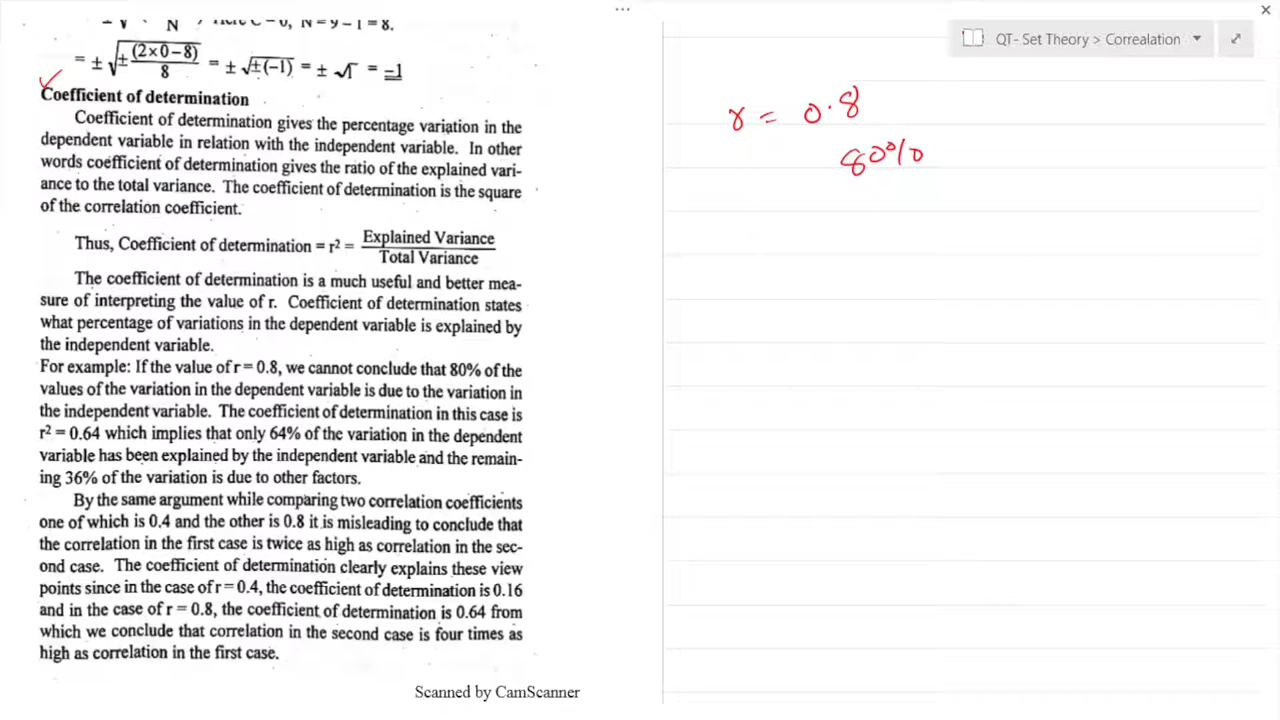 N , Here C = 0, N = 9 – 1 = 8.
= ± √±(2×0–8)/8 = ± √±(–1) = ± √1 = –1
Coefficient of determination
Coefficient of determination gives the percentage variation in the
dependent variable in relation with the independent variable. In other
words coefficient of determination gives the ratio of the explained vari-
ance to the total variance. The coefficient of determination is the square
of the correlation coefficient.
Thus, Coefficient of determination = r² = Explained Variance
Total Variance
The coefficient of determination is a much useful and better mea-
sure of interpreting the value of r. Coefficient of determination states
what percentage of variations in the dependent variable is explained by
the independent variable.
For example: If the value of r = 0.8, we cannot conclude that 80% of the
values of the variation in the dependent variable is due to the variation in
the independent variable. The coefficient of determination in this case is
r² = 0.64 which implies that only 64% of the variation in the dependent
variable has been explained by the independent variable and the remain-
ing 36% of the variation is due to other factors.
By the same argument while comparing two correlation coefficients
one of which is 0.4 and the other is 0.8 it is misleading to conclude that
the correlation in the first case is twice as high as correlation in the sec-
ond case. The coefficient of determination clearly explains these view
points since in the case of r = 0.4, the coefficient of determination is 0.16
and in the case of r = 0.8, the coefficient of determination is 0.64 from
which we conclude that correlation in the second case is four times as
high as correlation in the first case.
Scanned by CamScanner
QT- Set Theory > Correalation
r = 0.8
80%